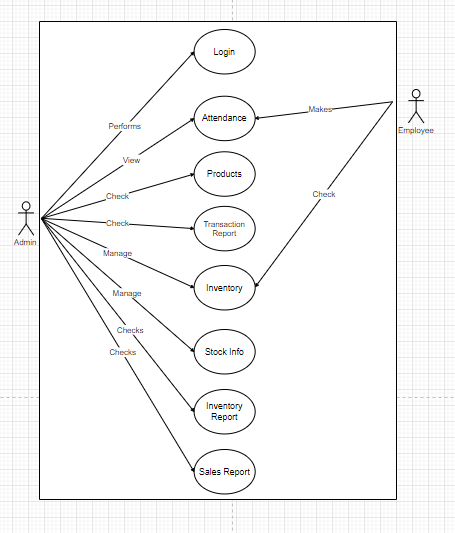 Login
Makes
Attendance
Employee
Performs
View
Products
Check
Check
Transaction
Report
Check
Admin
Manage
Inventory
Manage
Checks
Stock Info
Checks
Inventory
Report
Sales Report